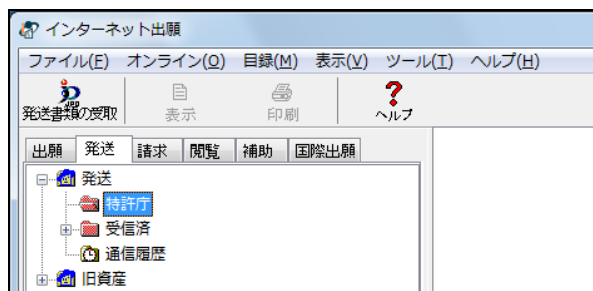 インターネット出願
ファイル(F) オンライン(O) 目録(M) 表示(V) ツール(T) ヘルプ(H)
発送書類の受取 表示 印刷 ヘルプ
出願 発送 請求 閲覧 補助 国際出願
発送
特許庁
受信済
通信履歴
旧資産